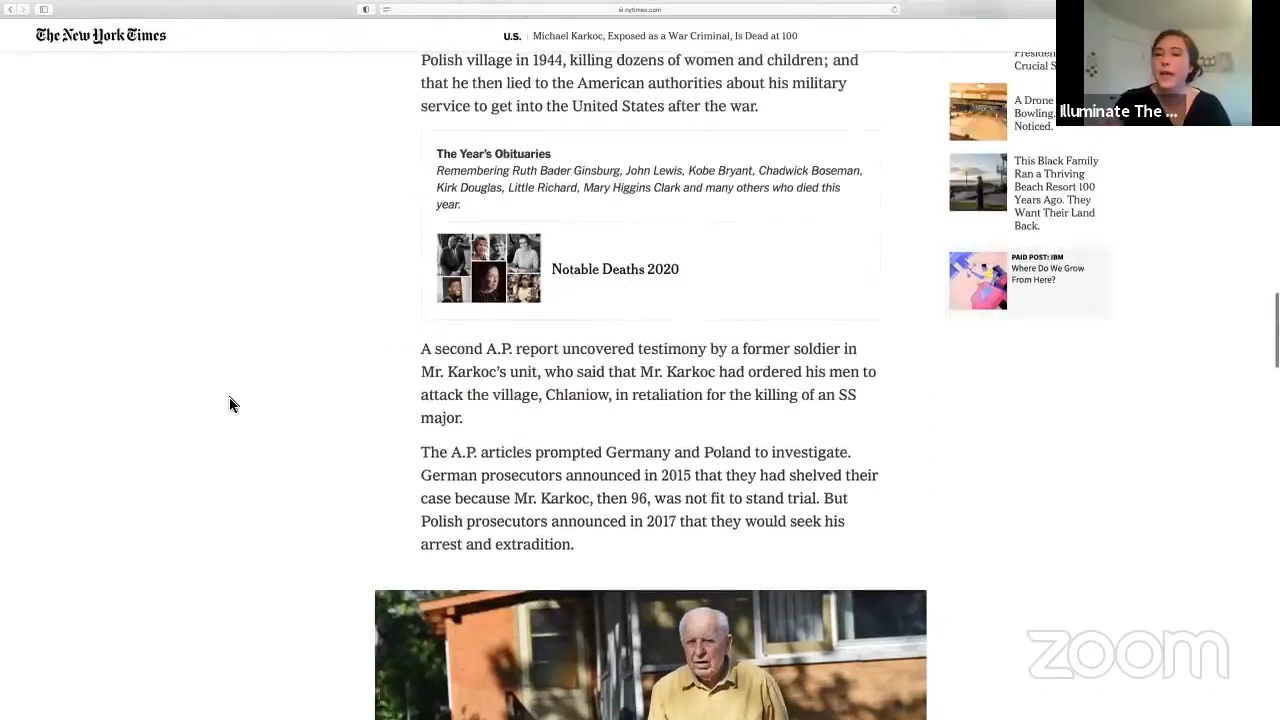 nytimes.com
The New York Times
U.S. Michael Karkoc, Exposed as a War Criminal, Is Dead at 100
Polish village in 1944, killing dozens of women and children; and
that he then lied to the American authorities about his military
service to get into the United States after the war.
The Year's Obituaries
Remembering Ruth Bader Ginsburg, John Lewis, Kobe Bryant, Chadwick Boseman,
Kirk Douglas, Little Richard, Mary Higgins Clark and many others who died this
year.
Notable Deaths 2020
A second A.P. report uncovered testimony by a former soldier in
Mr. Karkoc's unit, who said that Mr. Karkoc had ordered his men to
attack the village, Chlaniow, in retaliation for the killing of an SS
major.
The A.P. articles prompted Germany and Poland to investigate.
German prosecutors announced in 2015 that they had shelved their
case because Mr. Karkoc, then 96, was not fit to stand trial. But
Polish prosecutors announced in 2017 that they would seek his
arrest and extradition.
Crucial S
A Drone
Bowling.
Noticed.
This Black Family
Ran a Thriving
Beach Resort 100
Years Ago. They
Want Their Land
Back.
PAID POST: IBM
Where Do We Grow
From Here?
Illuminate The ...
zoom